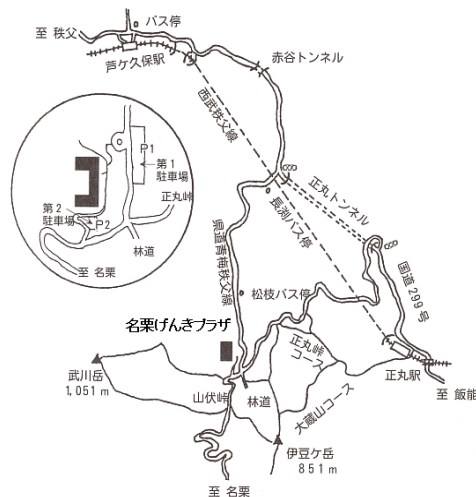 バス停
至 秩父
芦ケ久保駅
赤谷トンネル
西武秩父線
P1
第1
駐車場
正丸峠
第2
駐車場
P2
林道
至 名栗
正丸トンネル
長渕バス停
県道青梅秩父線
国道299号
松枝バス停
名栗げんきプラザ
正丸峠
コース
正丸駅
至 飯能
武川岳
1,051m
山伏峠
林道
大蔵山コース
伊豆ケ岳
851m
至 名栗